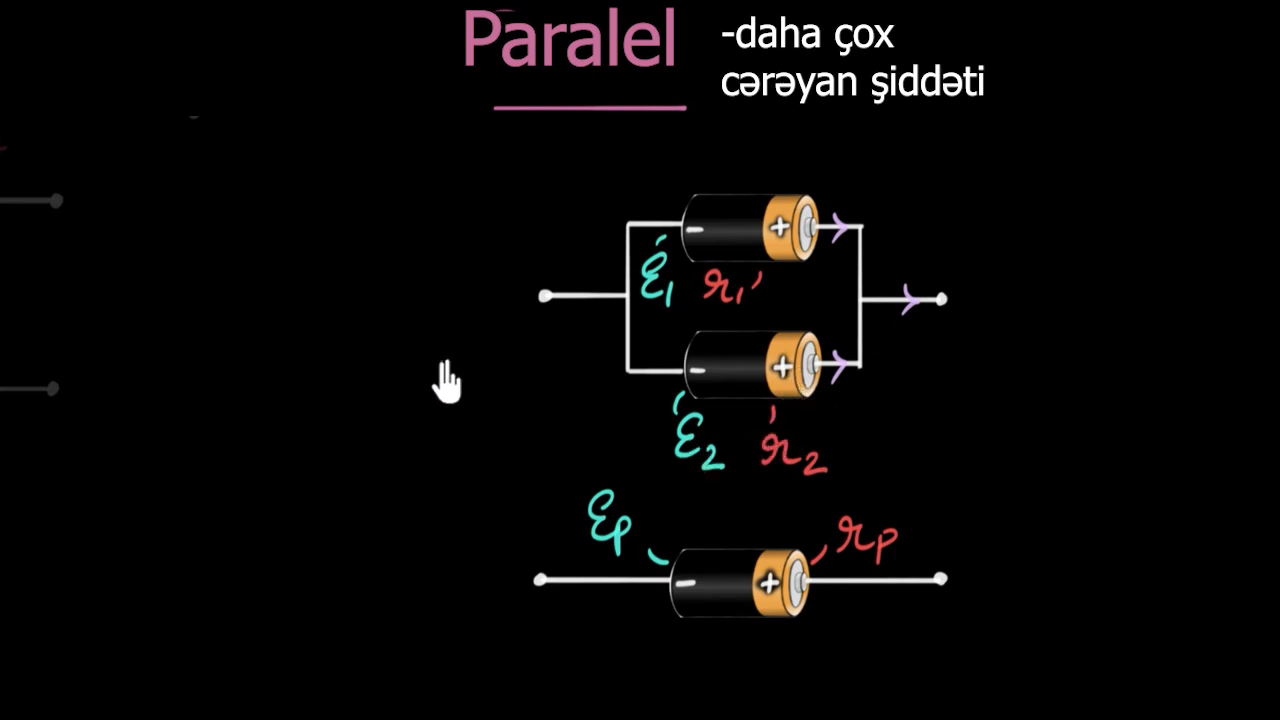 Paralel
-daha çox
cərəyan şiddəti
+
-
ε₁ r₁
+
-
ε₂ r₂
εₚ rₚ
+
-